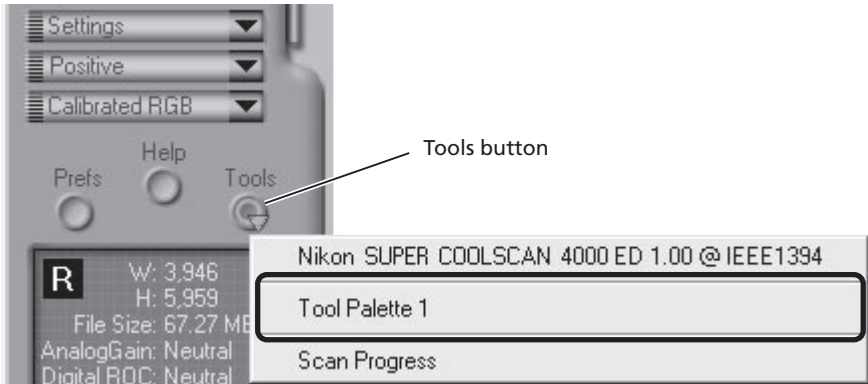 Settings
Positive
Calibrated RGB
Help
Tools button
Prefs
Tools
Nikon SUPER COOLSCAN 4000 ED 1.00 @ IEEE1394
R
W: 3,946
H: 5,959
Tool Palette 1
File Size: 67.27 MB
AnalogGain: Neutral
Scan Progress
Digital ROC: Neutral